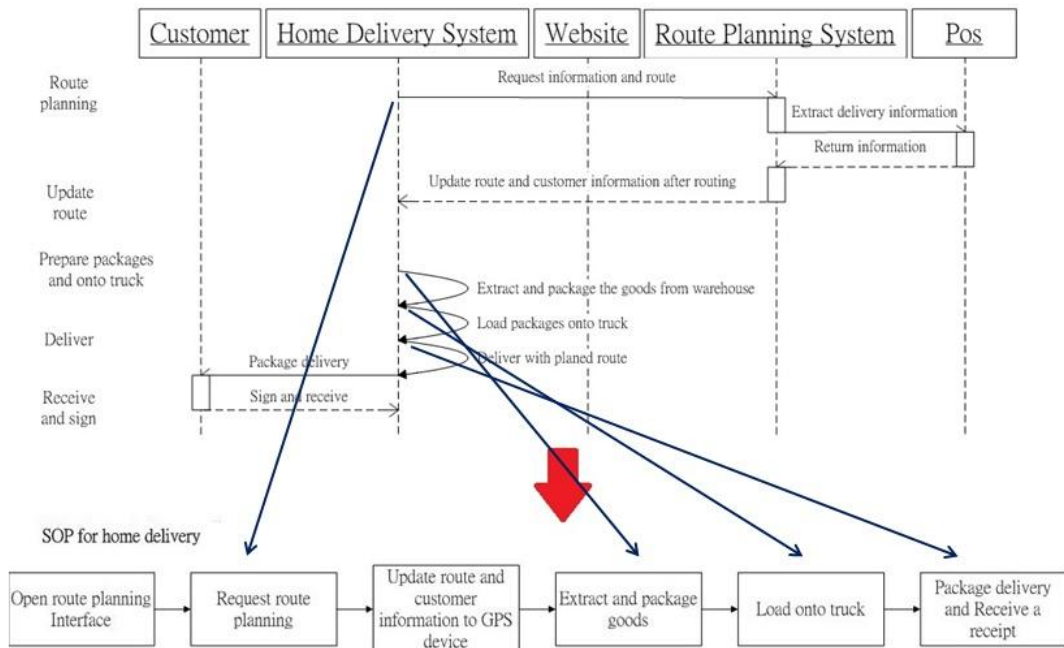 Customer
Home Delivery System
Website
Route Planning System
Pos
Route
planning
Request information and route
Extract delivery information
Return information
Update route and customer information after routing
Update
route
Prepare packages
and onto truck
Extract and package the goods from warehouse
Load packages onto truck
Deliver
Deliver with planed route
Package delivery
Receive
and sign
Sign and receive
SOP for home delivery
Open route planning
Interface
Request route
planning
Update route and
customer
information to GPS
device
Extract and package
goods
Load onto truck
Package delivery
and Receive a
receipt